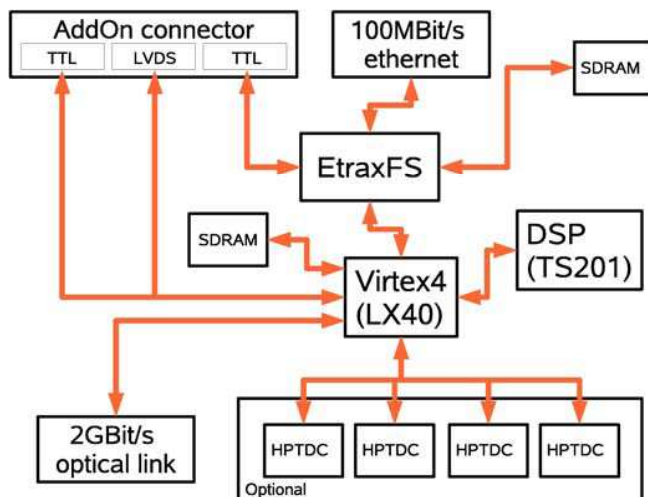 AddOn connector
TTL LVDS TTL
100MBit/s
ethernet
SDRAM
EtraxFS
SDRAM
DSP
(TS201)
Virtex4
(LX40)
2GBit/s
optical link
HPTDC HPTDC HPTDC HPTDC
Optional